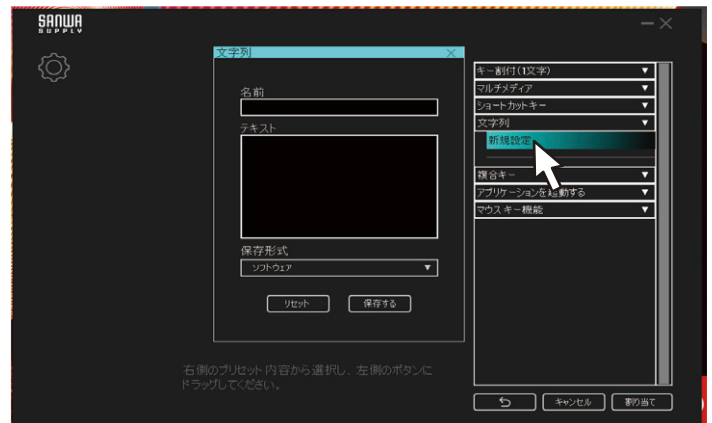 SANWA
SUPPLY
文字列
名前
テキスト
保存形式
ソフトウェア
リセット
保存する
キー割付(1文字)
マルチメディア
ショートカットキー
文字列
新規設定
複合キー
アプリケーションを起動する
マウス キー機能
右側のプリセット内容から選択し、左側のボタンに
ドラッグしてください。
キャンセル
割り当て